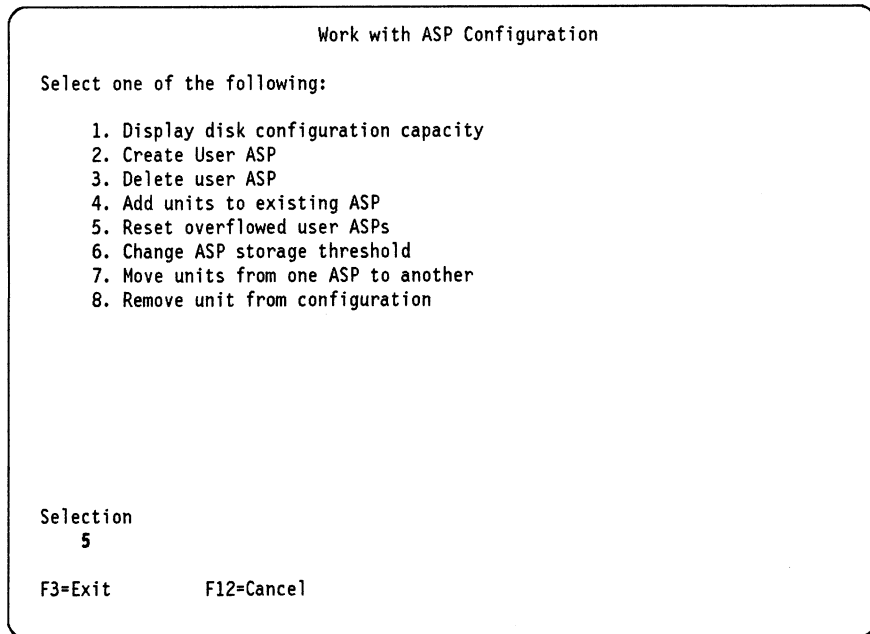 Work with ASP Configuration
Select one of the following:
1. Display disk configuration capacity
2. Create User ASP
3. Delete user ASP
4. Add units to existing ASP
5. Reset overflowed user ASPs
6. Change ASP storage threshold
7. Move units from one ASP to another
8. Remove unit from configuration
Selection
5
F3=Exit F12=Cancel